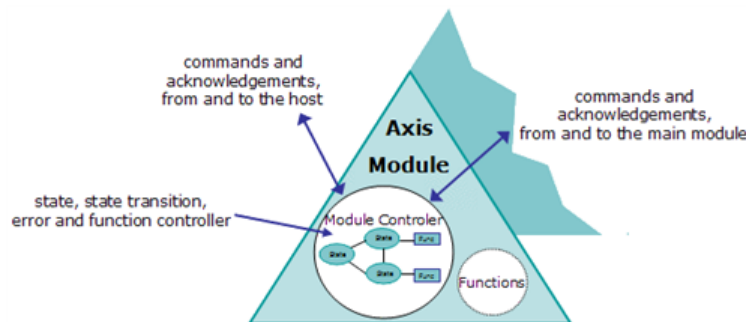 commands and
acknowledgements,
from and to the host
commands and
acknowledgements,
from and to the main module
Axis
Module
state, state transition,
error and function controller
Module Controler
State
Func
State
State
Func
Functions